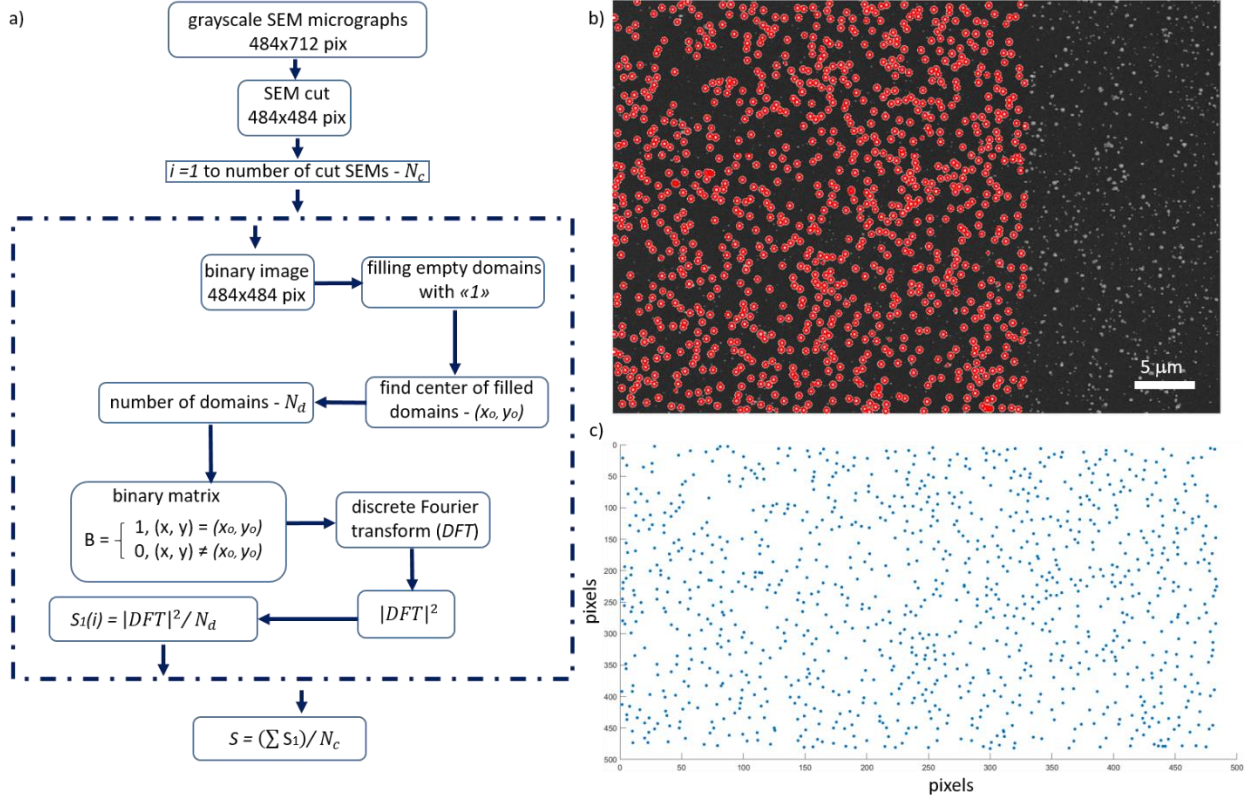 a)
grayscale SEM micrographs
484x712 pix
SEM cut
484x484 pix
i =1 to number of cut SEMs - N_c
binary image
484x484 pix
filling empty domains
with «1»
find center of filled
domains - (x₀, y₀)
number of domains - N_d
binary matrix
B =
1, (x, y) = (x₀, y₀)
0, (x, y) ≠ (x₀, y₀)
discrete Fourier
transform (DFT)
|DFT|²
S₁(i) = |DFT|²/N_d
S = (∑ S₁)/N_c
b)
5 µm
c)
0
50
100
150
200
250
300
350
400
450
500
pixels
0
50
100
150
200
250
300
350
400
450
500
pixels